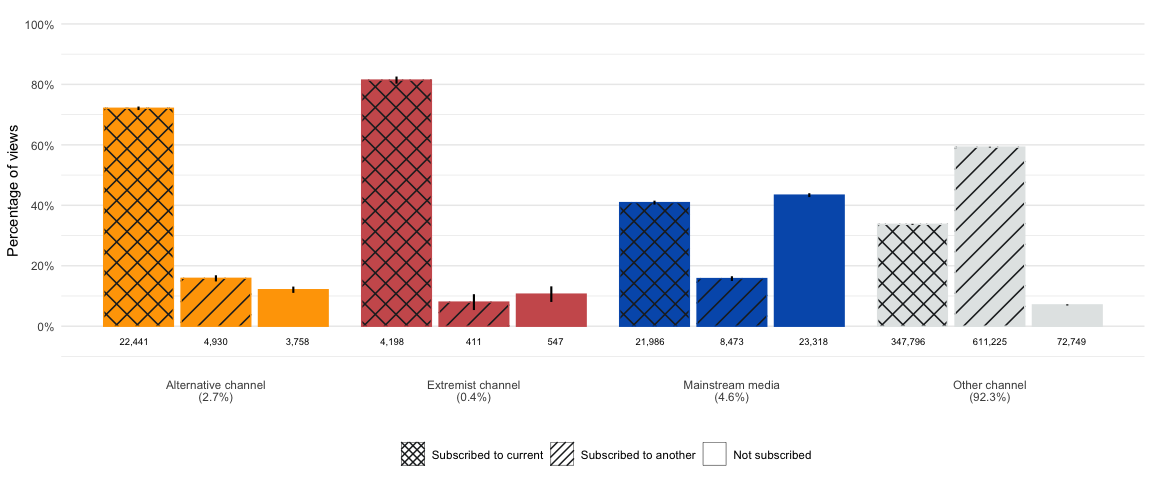 100%
80%
60%
40%
20%
0%
Percentage of views
22,441 4,930 3,758 4,198 411 547 21,986 8,473 23,318 347,796 611,225 72,749
Alternative channel Extremist channel Mainstream media Other channel
(2.7%) (0.4%) (4.6%) (92.3%)
Subscribed to current Subscribed to another Not subscribed